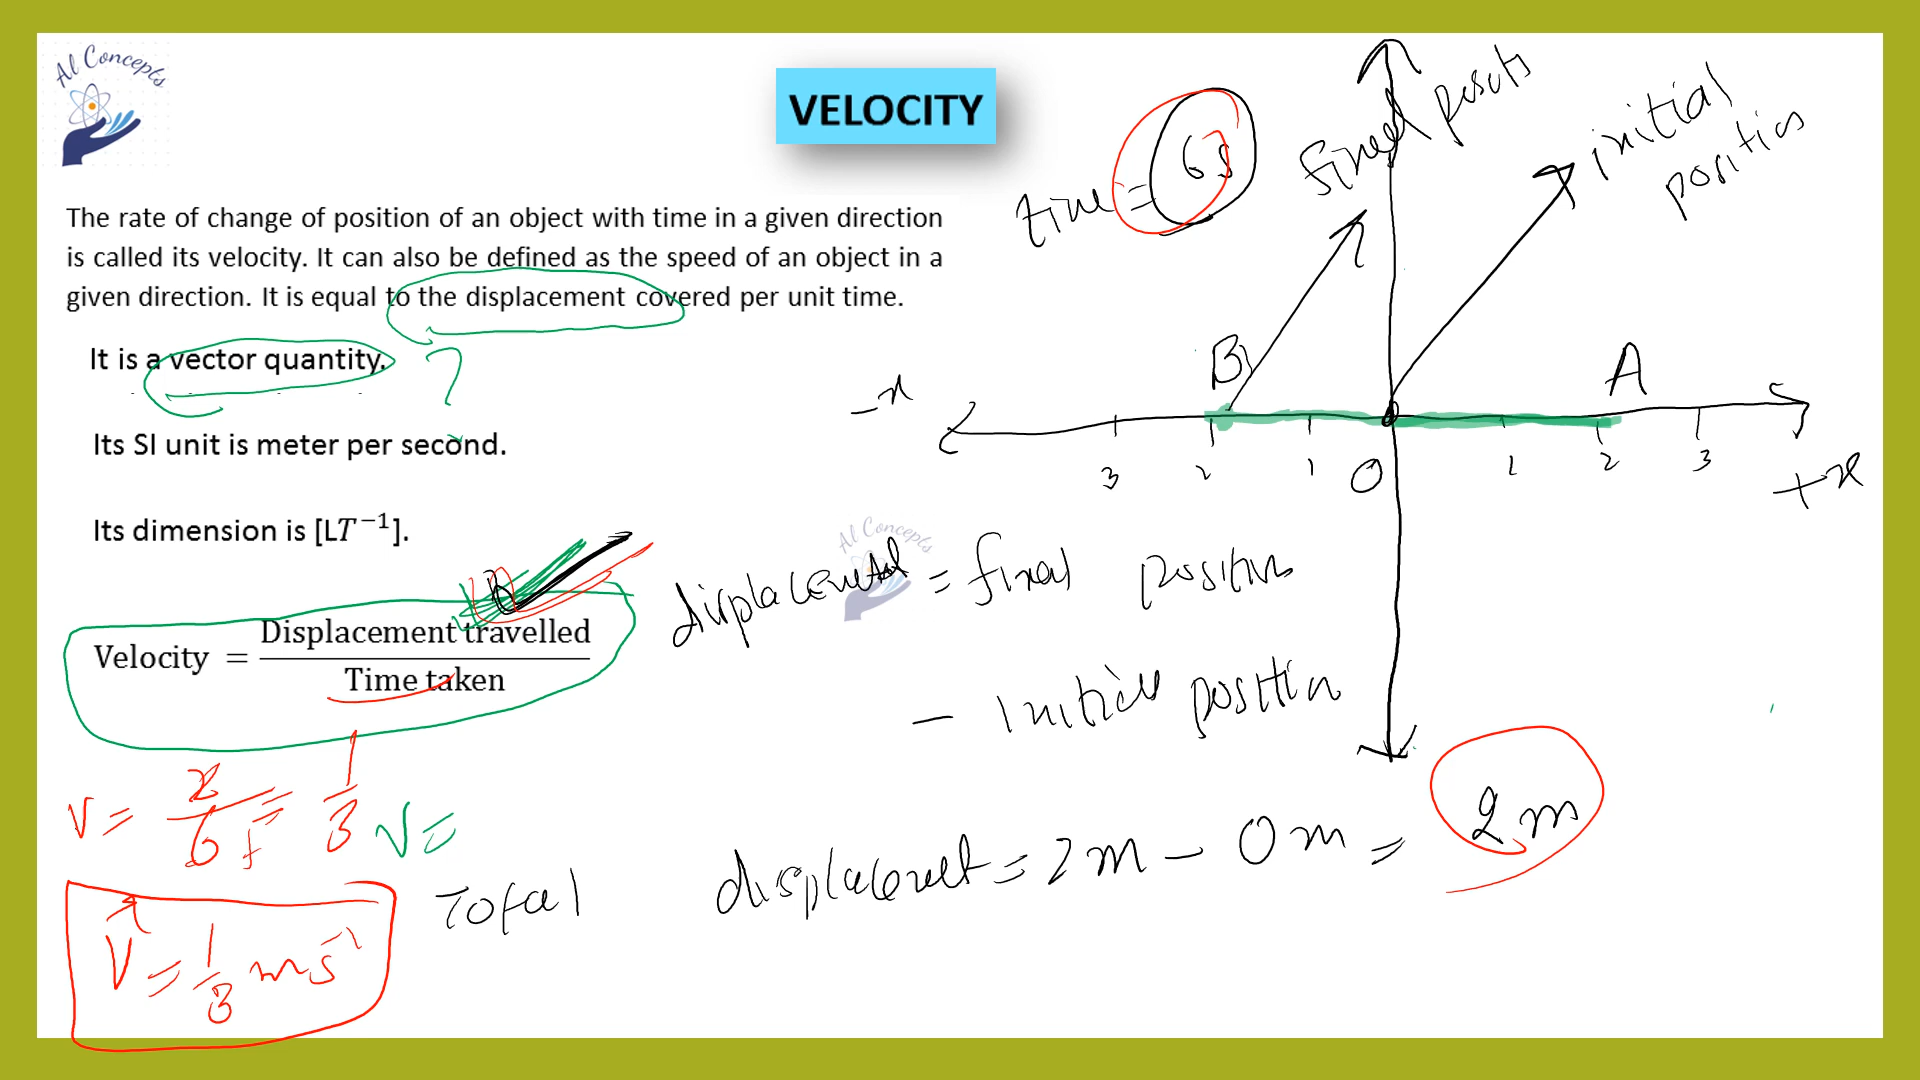 Al Concepts
VELOCITY
The rate of change of position of an object with time in a given direction
is called its velocity. It can also be defined as the speed of an object in a
given direction. It is equal to the displacement covered per unit time.
It is a vector quantity.
Its SI unit is meter per second.
Its dimension is [LT⁻¹].
Velocity = Displacement travelled / Time taken
V = 2/6 = 1/3
V =
V = 1/3 ms⁻¹
time = 6s
final
initial
position
B
A
-x
3 2 1 O 1 2 3
+x
Al Concepts
= final position
- initial position
Total displacement = 2m - 0m = 2m